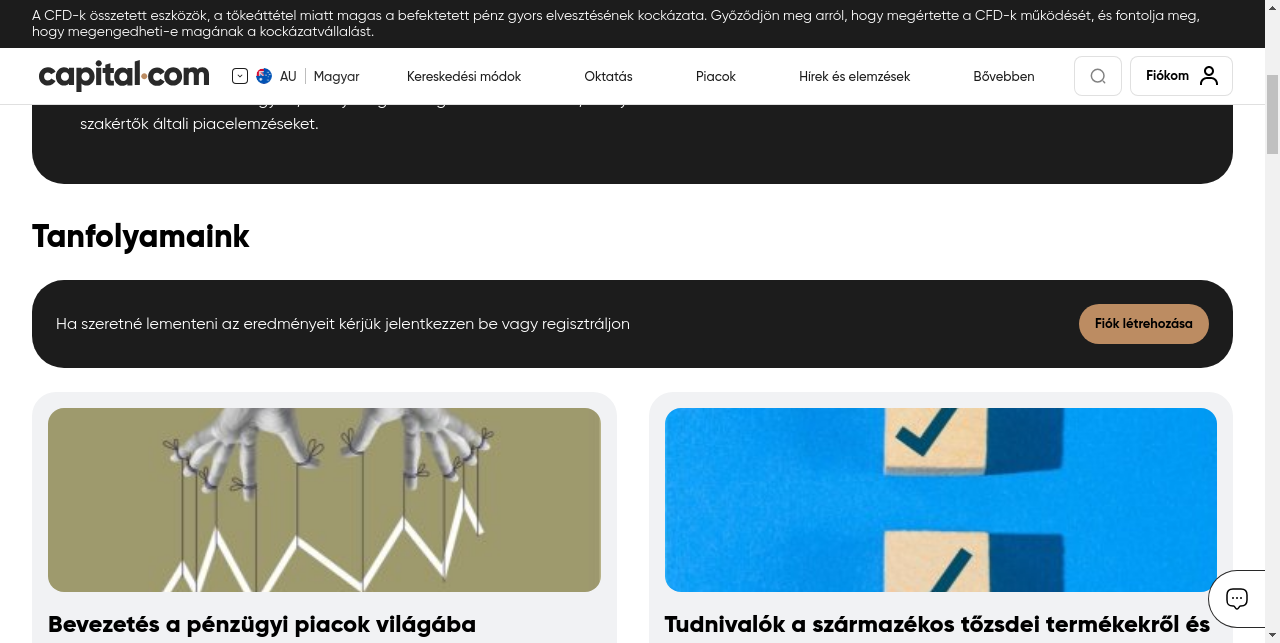 A CFD-k összetett eszközök, a tőkeáttétel miatt magas a befektetett pénz gyors elvesztésének kockázata. Győződjön meg arról, hogy megértette a CFD-k működését, és fontolja meg,
hogy megengedheti-e magának a kockázatvállalást.
capital.com
AU
Magyar
Kereskedési módok
Oktatás
Piacok
Hírek és elemzések
Bővebben
Fiókom
szakértők általi piacelemzéseket.
Tanfolyamaink
Ha szeretné lementeni az eredményeit kérjük jelentkezzen be vagy regisztráljon
Fiók létrehozása
Bevezetés a pénzügyi piacok világába
Tudnivalók a származékos tőzsdei termékekről és